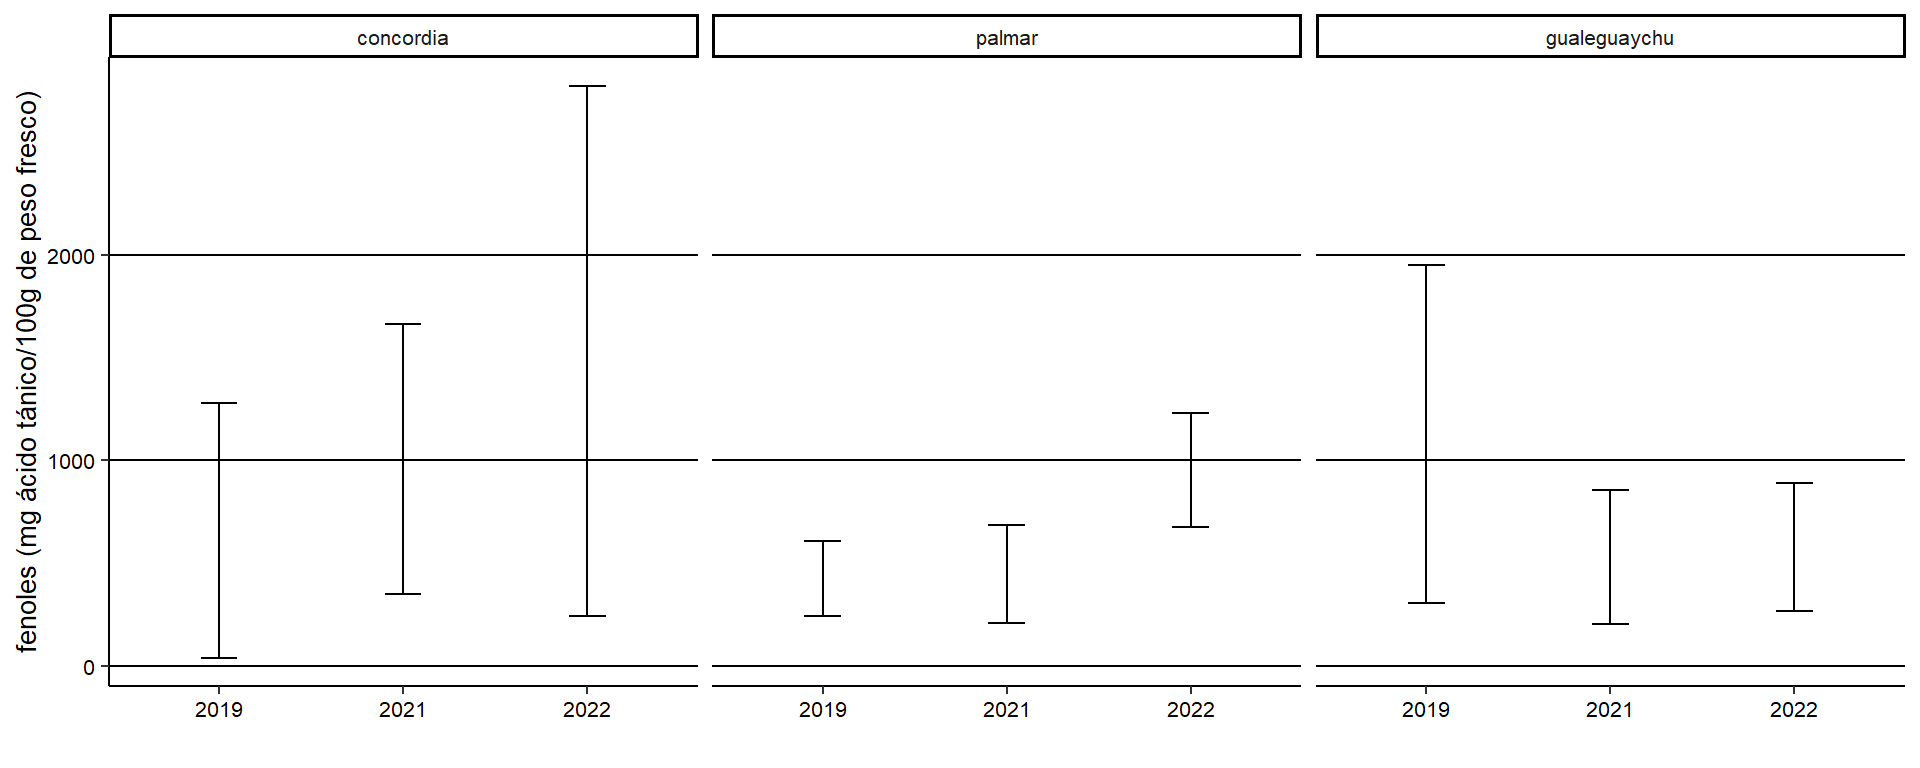 concordia
palmar
gualeguaychu
fenoles (mg ácido tánico/100g de peso fresco)
2000
1000
0
2019 2021 2022
2019 2021 2022
2019 2021 2022